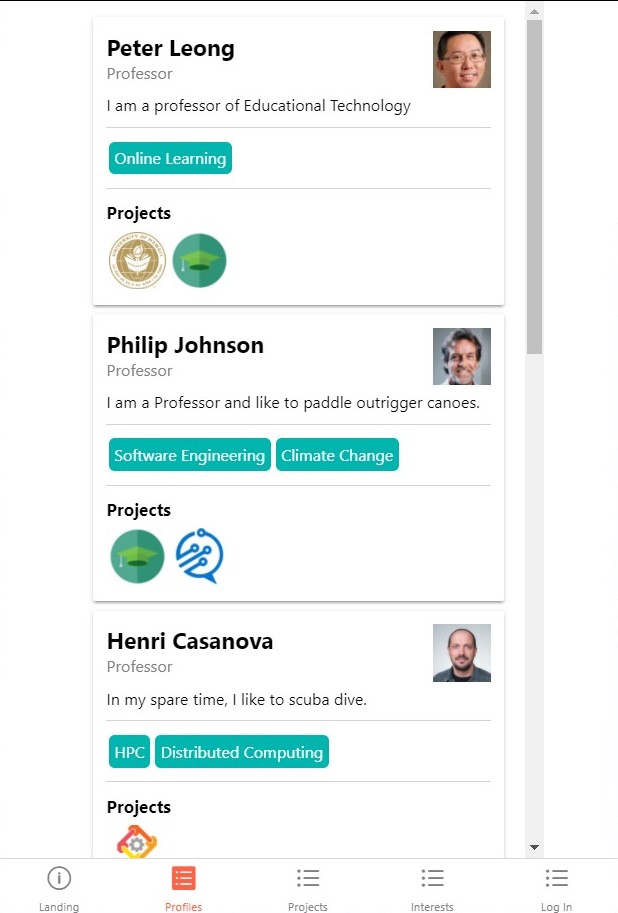 Peter Leong
Professor
I am a professor of Educational Technology
Online Learning
Projects
Philip Johnson
Professor
I am a Professor and like to paddle outrigger canoes.
Software Engineering Climate Change
Projects
Henri Casanova
Professor
In my spare time, I like to scuba dive.
HPC Distributed Computing
Projects
Landing Profiles Projects Interests Log In